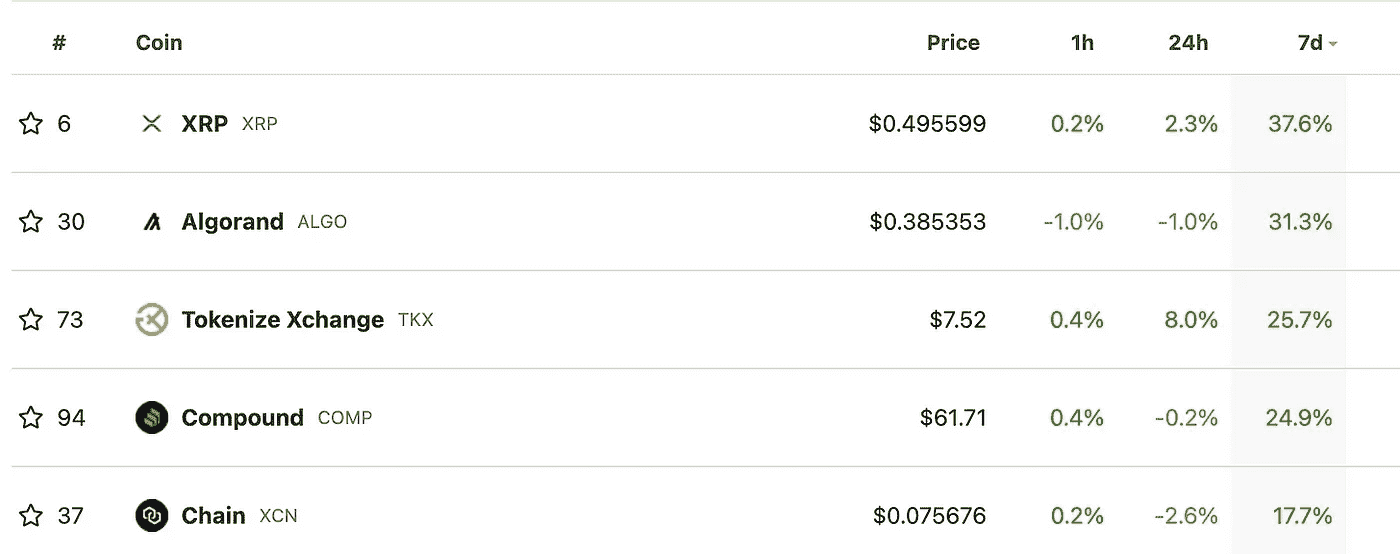 # Coin Price 1h 24h 7d
6 XRP XRP $0.495599 0.2% 2.3% 37.6%
30 Algorand ALGO $0.385353 -1.0% -1.0% 31.3%
73 Tokenize Xchange TKX $7.52 0.4% 8.0% 25.7%
94 Compound COMP $61.71 0.4% -0.2% 24.9%
37 Chain XCN $0.075676 0.2% -2.6% 17.7%